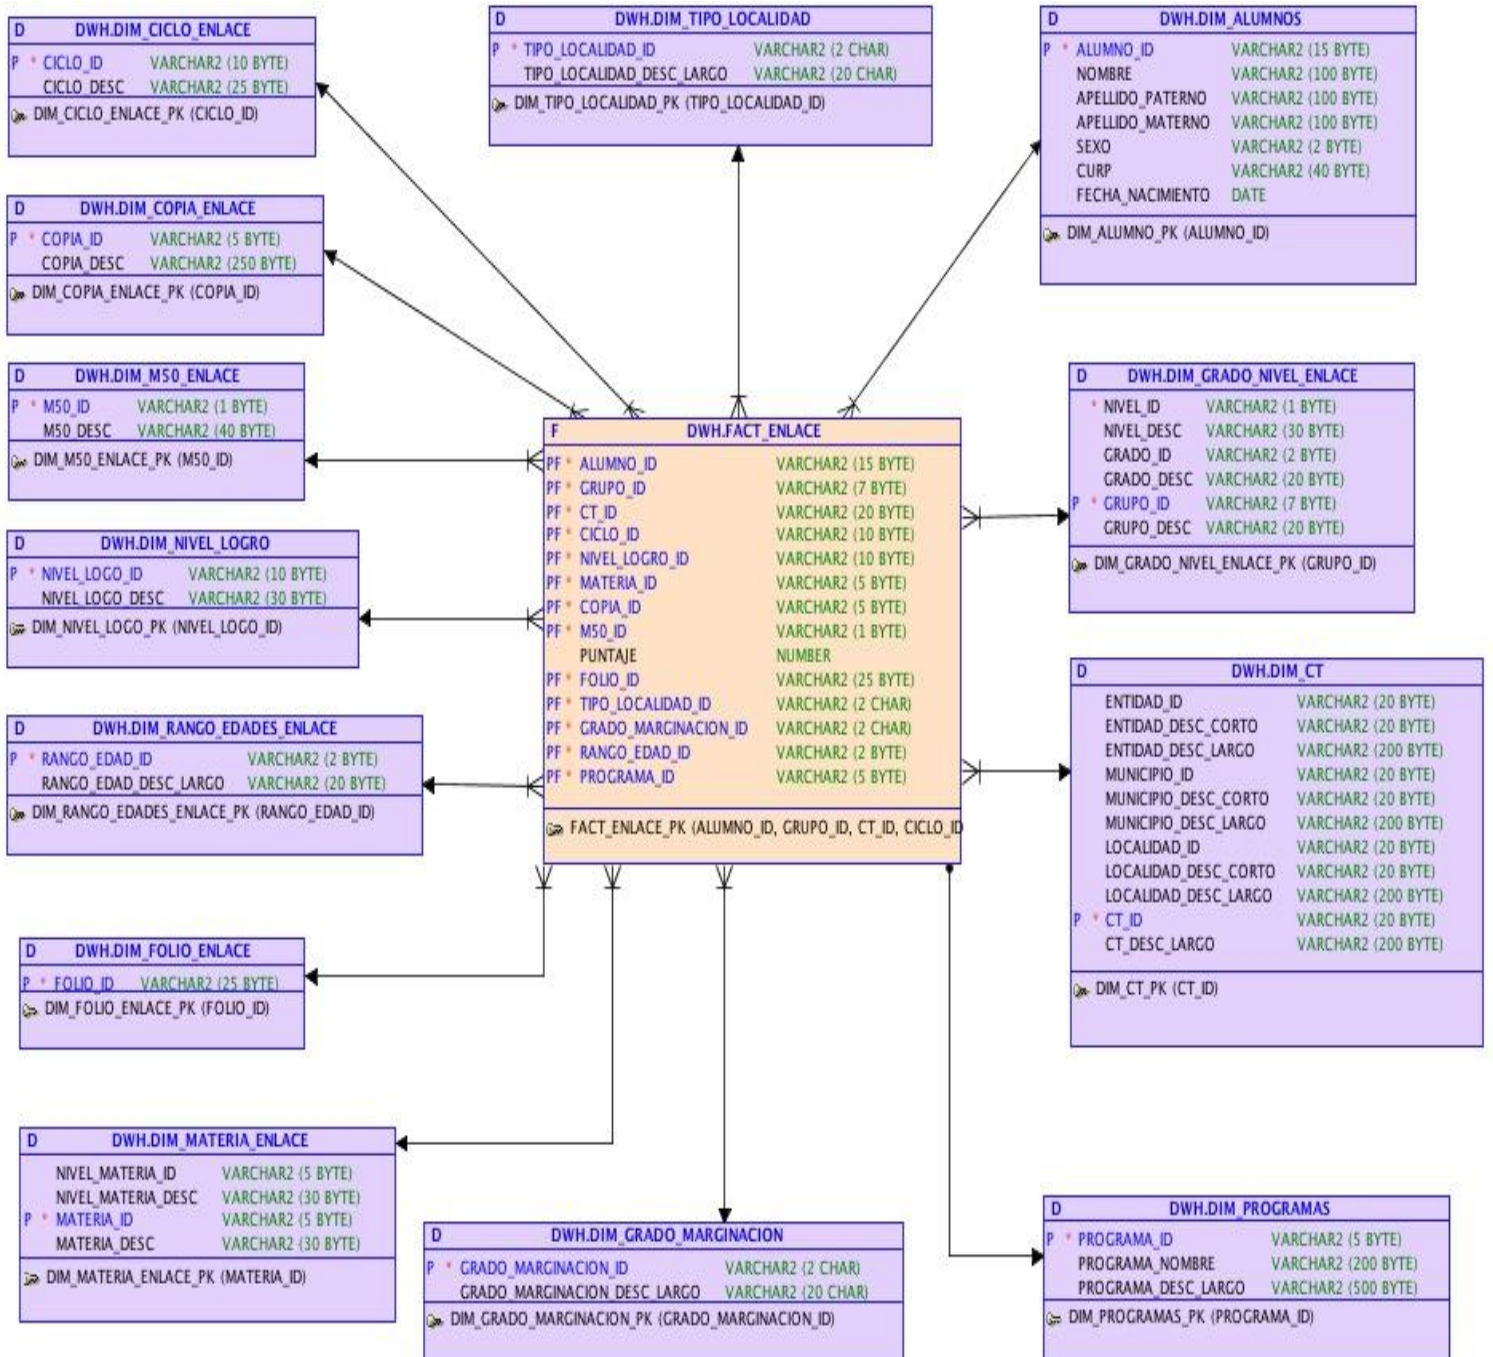 D DWH.DIM_CICLO_ENLACE
P * CICLO_ID VARCHAR2 (10 BYTE)
CICLO_DESC VARCHAR2 (25 BYTE)
DIM_CICLO_ENLACE_PK (CICLO_ID)
D DWH.DIM_TIPO_LOCALIDAD
P * TIPO_LOCALIDAD_ID VARCHAR2 (2 CHAR)
TIPO_LOCALIDAD_DESC_LARGO VARCHAR2 (20 CHAR)
DIM_TIPO_LOCALIDAD_PK (TIPO_LOCALIDAD_ID)
D DWH.DIM_ALUMNOS
P * ALUMNO_ID VARCHAR2 (15 BYTE)
NOMBRE VARCHAR2 (100 BYTE)
APELLIDO_PATERNO VARCHAR2 (100 BYTE)
APELLIDO_MATERNO VARCHAR2 (100 BYTE)
SEXO VARCHAR2 (2 BYTE)
CURP VARCHAR2 (40 BYTE)
FECHA_NACIMIENTO DATE
DIM_ALUMNO_PK (ALUMNO_ID)
D DWH.DIM_COPIA_ENLACE
P * COPIA_ID VARCHAR2 (5 BYTE)
COPIA_DESC VARCHAR2 (250 BYTE)
DIM_COPIA_ENLACE_PK (COPIA_ID)
D DWH.DIM_M50_ENLACE
P * M50_ID VARCHAR2 (1 BYTE)
M50_DESC VARCHAR2 (40 BYTE)
DIM_M50_ENLACE_PK (M50_ID)
D DWH.DIM_NIVEL_LOGRO
P * NIVEL_LOGO_ID VARCHAR2 (10 BYTE)
NIVEL_LOGO_DESC VARCHAR2 (30 BYTE)
DIM_NIVEL_LOGO_PK (NIVEL_LOGO_ID)
D DWH.DIM_RANGO_EDADES_ENLACE
P * RANGO_EDAD_ID VARCHAR2 (2 BYTE)
RANGO_EDAD_DESC_LARGO VARCHAR2 (20 BYTE)
DIM_RANGO_EDADES_ENLACE_PK (RANGO_EDAD_ID)
F DWH.FACT_ENLACE
PF * ALUMNO_ID VARCHAR2 (15 BYTE)
PF * GRUPO_ID VARCHAR2 (7 BYTE)
PF * CT_ID VARCHAR2 (20 BYTE)
PF * CICLO_ID VARCHAR2 (10 BYTE)
PF * NIVEL_LOGRO_ID VARCHAR2 (10 BYTE)
PF * MATERIA_ID VARCHAR2 (5 BYTE)
PF * COPIA_ID VARCHAR2 (5 BYTE)
PF * M50_ID VARCHAR2 (1 BYTE)
PUNTAJE NUMBER
PF * FOLIO_ID VARCHAR2 (25 BYTE)
PF * TIPO_LOCALIDAD_ID VARCHAR2 (2 CHAR)
PF * GRADO_MARGINACION_ID VARCHAR2 (2 CHAR)
PF * RANGO_EDAD_ID VARCHAR2 (2 BYTE)
PF * PROGRAMA_ID VARCHAR2 (5 BYTE)
FACT_ENLACE_PK (ALUMNO_ID, GRUPO_ID, CT_ID, CICLO_ID
D DWH.DIM_GRADO_NIVEL_ENLACE
* NIVEL_ID VARCHAR2 (1 BYTE)
NIVEL_DESC VARCHAR2 (30 BYTE)
GRADO_ID VARCHAR2 (2 BYTE)
GRADO_DESC VARCHAR2 (20 BYTE)
P * GRUPO_ID VARCHAR2 (7 BYTE)
GRUPO_DESC VARCHAR2 (20 BYTE)
DIM_GRADO_NIVEL_ENLACE_PK (GRUPO_ID)
D DWH.DIM_CT
ENTIDAD_ID VARCHAR2 (20 BYTE)
ENTIDAD_DESC_CORTO VARCHAR2 (20 BYTE)
ENTIDAD_DESC_LARGO VARCHAR2 (200 BYTE)
MUNICIPIO_ID VARCHAR2 (20 BYTE)
MUNICIPIO_DESC_CORTO VARCHAR2 (20 BYTE)
MUNICIPIO_DESC_LARGO VARCHAR2 (200 BYTE)
LOCALIDAD_ID VARCHAR2 (20 BYTE)
LOCALIDAD_DESC_CORTO VARCHAR2 (20 BYTE)
LOCALIDAD_DESC_LARGO VARCHAR2 (200 BYTE)
P * CT_ID VARCHAR2 (20 BYTE)
CT_DESC_LARGO VARCHAR2 (200 BYTE)
DIM_CT_PK (CT_ID)
D DWH.DIM_FOLIO_ENLACE
P * FOLIO_ID VARCHAR2 (25 BYTE)
DIM_FOLIO_ENLACE_PK (FOLIO_ID)
D DWH.DIM_MATERIA_ENLACE
NIVEL_MATERIA_ID VARCHAR2 (5 BYTE)
NIVEL_MATERIA_DESC VARCHAR2 (30 BYTE)
P * MATERIA_ID VARCHAR2 (5 BYTE)
MATERIA_DESC VARCHAR2 (30 BYTE)
DIM_MATERIA_ENLACE_PK (MATERIA_ID)
D DWH.DIM_GRADO_MARGINACION
P * GRADO_MARGINACION_ID VARCHAR2 (2 CHAR)
GRADO_MARGINACION_DESC_LARGO VARCHAR2 (20 CHAR)
DIM_GRADO_MARGINACION_PK (GRADO_MARGINACION_ID)
D DWH.DIM_PROGRAMAS
P * PROGRAMA_ID VARCHAR2 (5 BYTE)
PROGRAMA_NOMBRE VARCHAR2 (200 BYTE)
PROGRAMA_DESC_LARGO VARCHAR2 (500 BYTE)
DIM_PROGRAMAS_PK (PROGRAMA_ID)